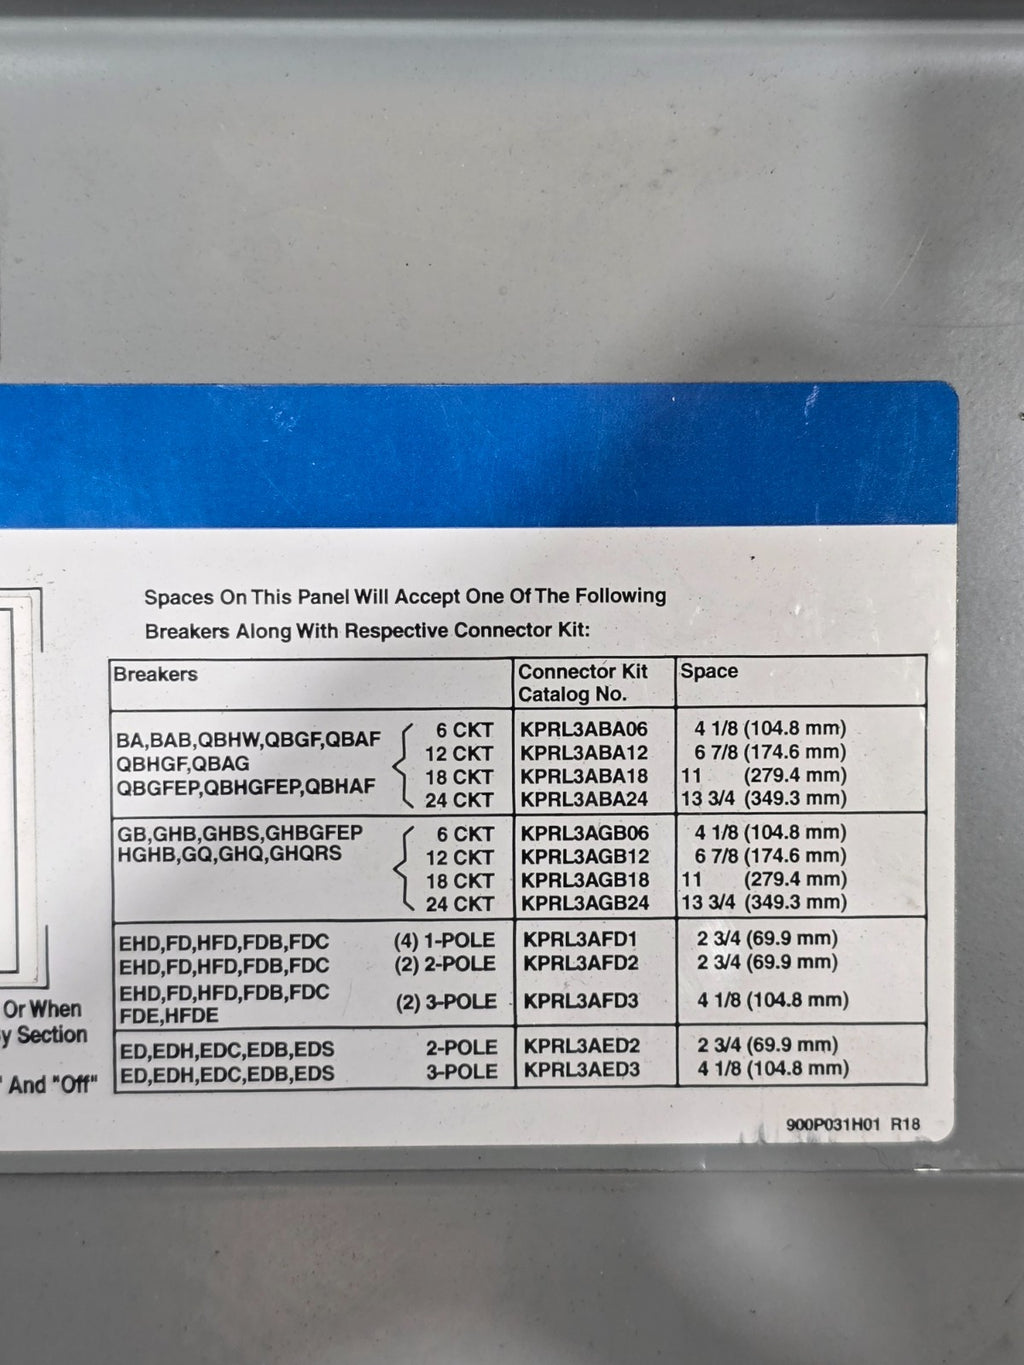 Spaces On This Panel Will Accept One Of The Following
Breakers Along With Respective Connector Kit:
Breakers Connector Kit Catalog No. Space
BA,BAB,QBHW,QBGF,QBAF
QBHGF,QBAG
QBGFEP,QBHGFEP,QBHAF
6 CKT KPRL3ABA06 4 1/8 (104.8 mm)
12 CKT KPRL3ABA12 6 7/8 (174.6 mm)
18 CKT KPRL3ABA18 11 (279.4 mm)
24 CKT KPRL3ABA24 13 3/4 (349.3 mm)
GB,GHB,GHBS,GHBGFEP
HGHB,GQ,GHQ,GHQRS
6 CKT KPRL3AGB06 4 1/8 (104.8 mm)
12 CKT KPRL3AGB12 6 7/8 (174.6 mm)
18 CKT KPRL3AGB18 11 (279.4 mm)
24 CKT KPRL3AGB24 13 3/4 (349.3 mm)
EHD,FD,HFD,FDB,FDC (4) 1-POLE KPRL3AFD1 2 3/4 (69.9 mm)
EHD,FD,HFD,FDB,FDC (2) 2-POLE KPRL3AFD2 2 3/4 (69.9 mm)
EHD,FD,HFD,FDB,FDC
FDE,HFDE (2) 3-POLE KPRL3AFD3 4 1/8 (104.8 mm)
ED,EDH,EDC,EDB,EDS 2-POLE KPRL3AED2 2 3/4 (69.9 mm)
ED,EDH,EDC,EDB,EDS 3-POLE KPRL3AED3 4 1/8 (104.8 mm)
Or When
y Section
" And "Off"
900P031H01 R18